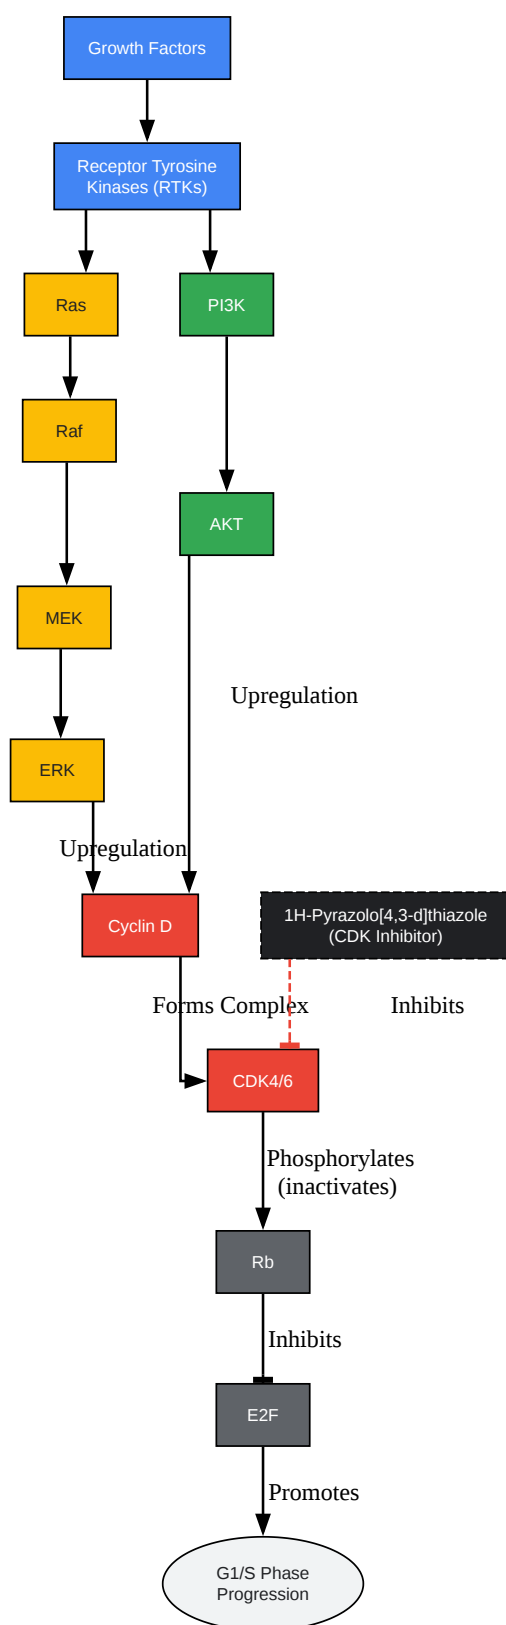 Growth Factors
Receptor Tyrosine
Kinases (RTKs)
Ras
PI3K
Raf
AKT
MEK
Upregulation
ERK
Upregulation
Cyclin D
1H-Pyrazolo[4,3-d]thiazole
(CDK Inhibitor)
Forms Complex
Inhibits
CDK4/6
Phosphorylates
(inactivates)
Rb
Inhibits
E2F
Promotes
G1/S Phase
Progression